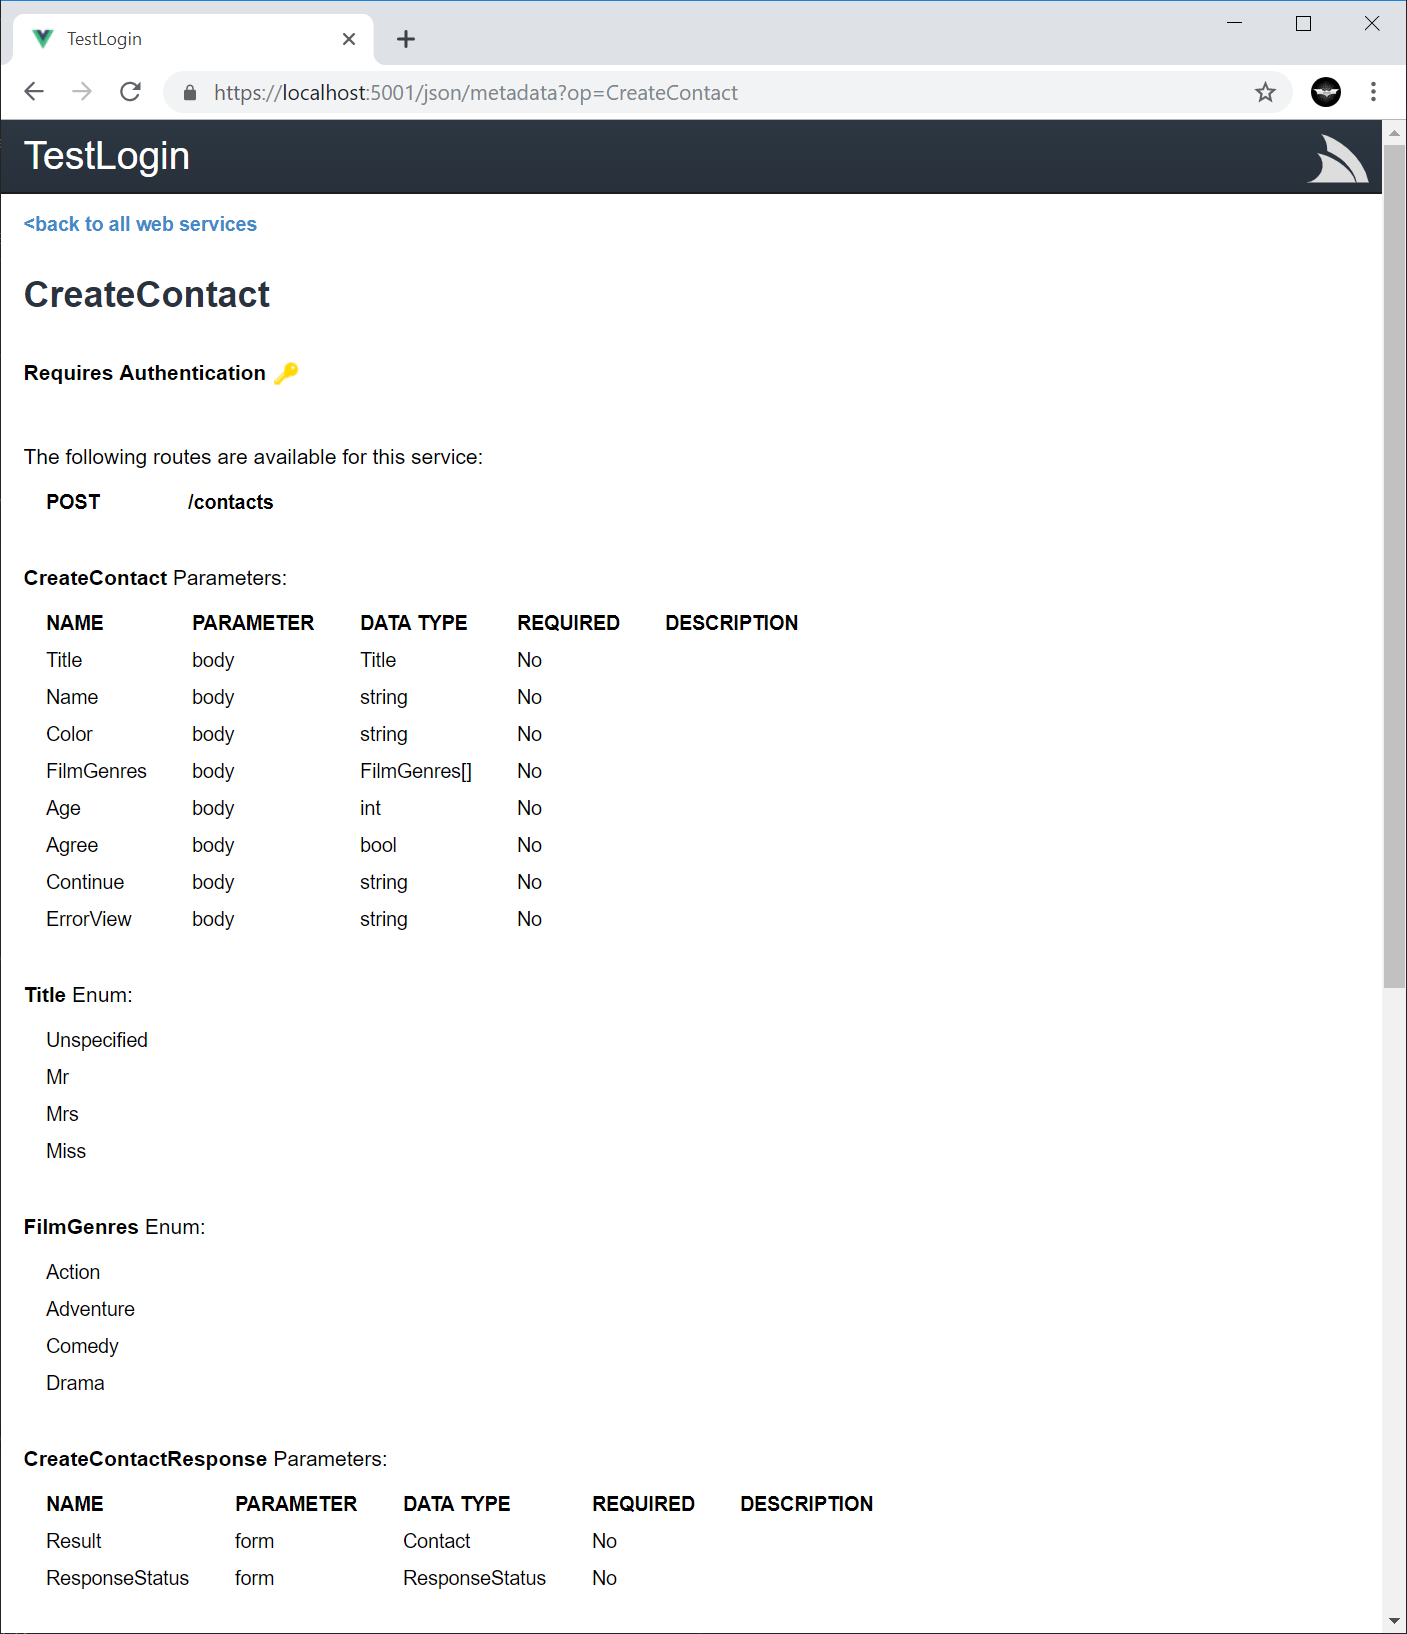 TestLogin
https://localhost:5001/json/metadata?op=CreateContact
TestLogin
<back to all web services
CreateContact
Requires Authentication
The following routes are available for this service:
POST /contacts
CreateContact Parameters:
NAME PARAMETER DATA TYPE REQUIRED DESCRIPTION
Title body Title No
Name body string No
Color body string No
FilmGenres body FilmGenres[] No
Age body int No
Agree body bool No
Continue body string No
ErrorView body string No
Title Enum:
Unspecified
Mr
Mrs
Miss
FilmGenres Enum:
Action
Adventure
Comedy
Drama
CreateContactResponse Parameters:
NAME PARAMETER DATA TYPE REQUIRED DESCRIPTION
Result form Contact No
ResponseStatus form ResponseStatus No